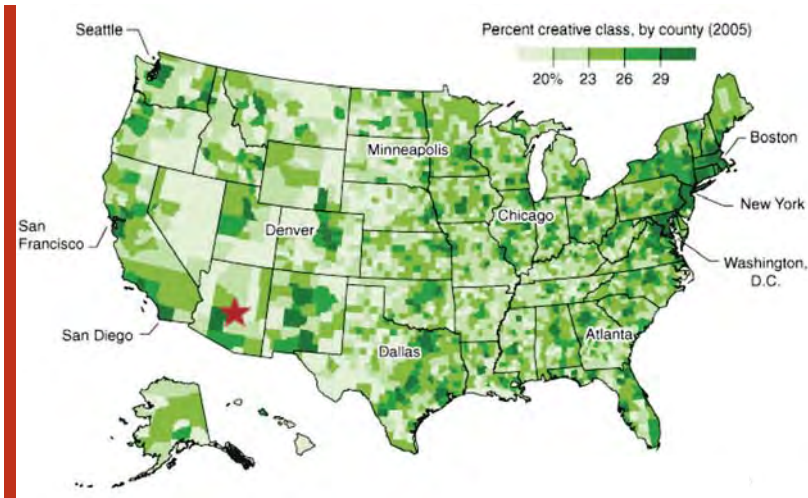 Seattle
Percent creative class, by county (2005)
20% 23 26 29
Minneapolis
Boston
New York
Chicago
San
Francisco
Denver
Washington,
D.C.
San Diego
Atlanta
Dallas